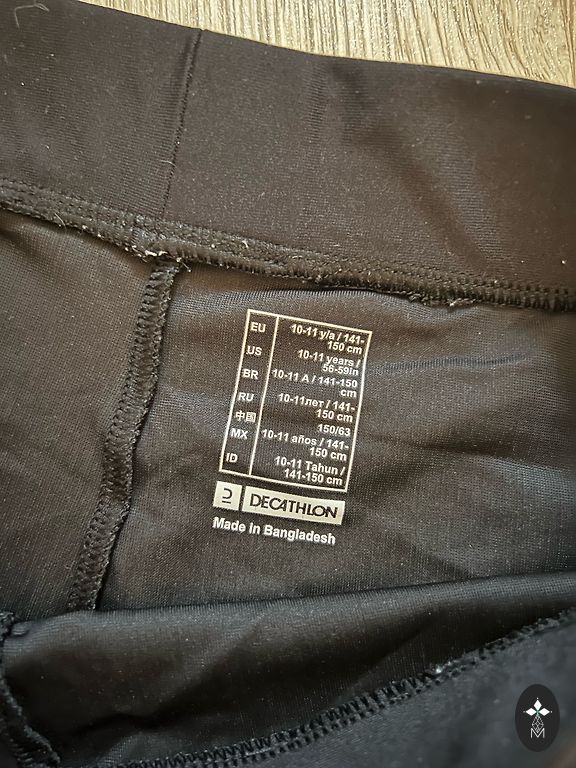 EU 10-11 y/a / 141-
150 cm
US 10-11 years /
56-59in
BR 10-11 A / 141-150
cm
RU 10-11лет / 141-
150 cm
中国 150/63
MX 10-11 años / 141-
150 cm
ID 10-11 Tahun /
141-150 cm
DECATHLON
Made in Bangladesh
M